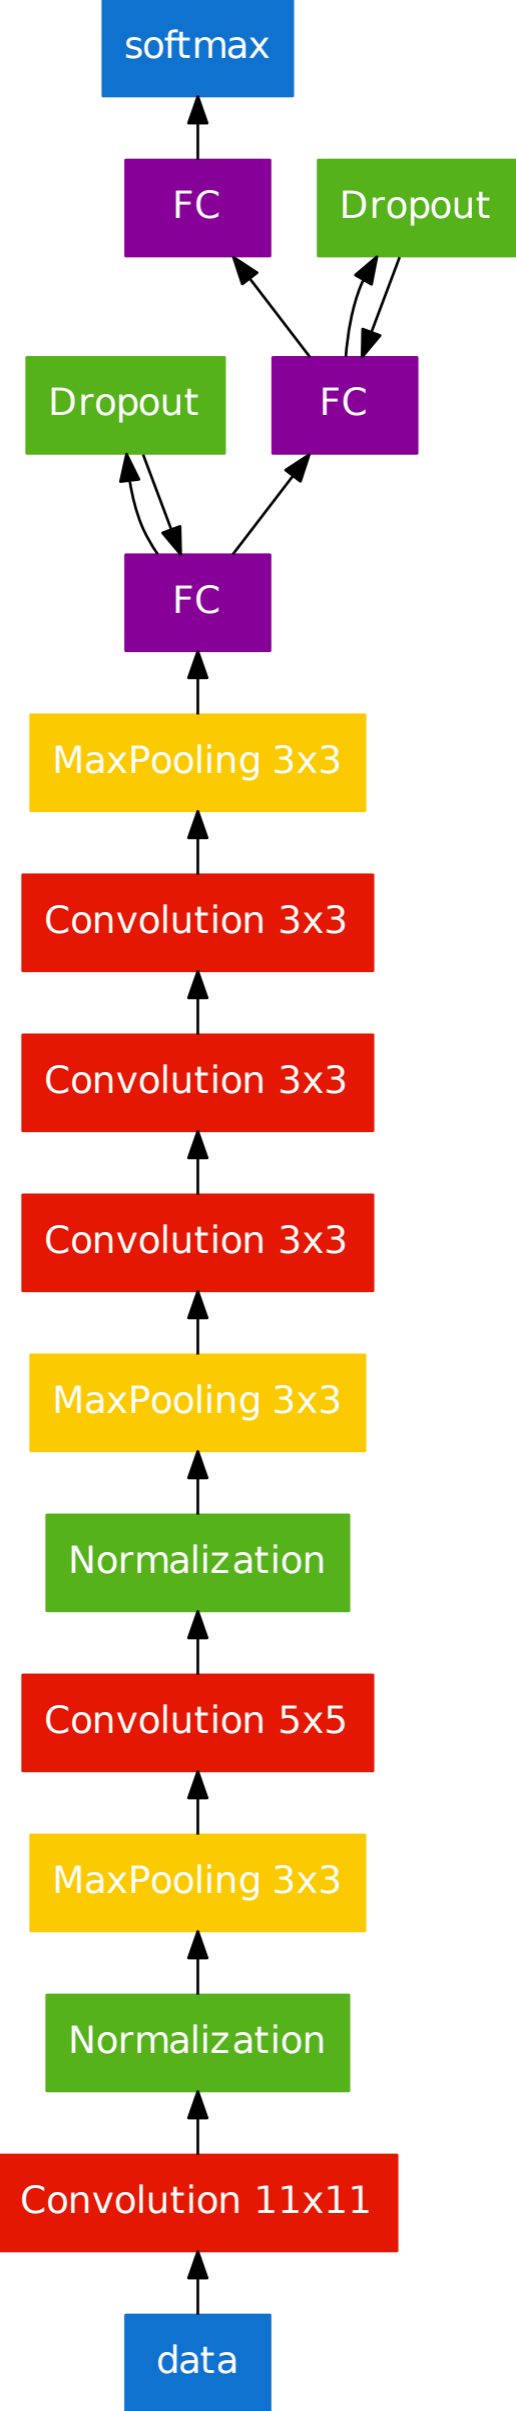 softmax
FC
Dropout
Dropout
FC
FC
MaxPooling 3x3
Convolution 3x3
Convolution 3x3
Convolution 3x3
MaxPooling 3x3
Normalization
Convolution 5x5
MaxPooling 3x3
Normalization
Convolution 11x11
data